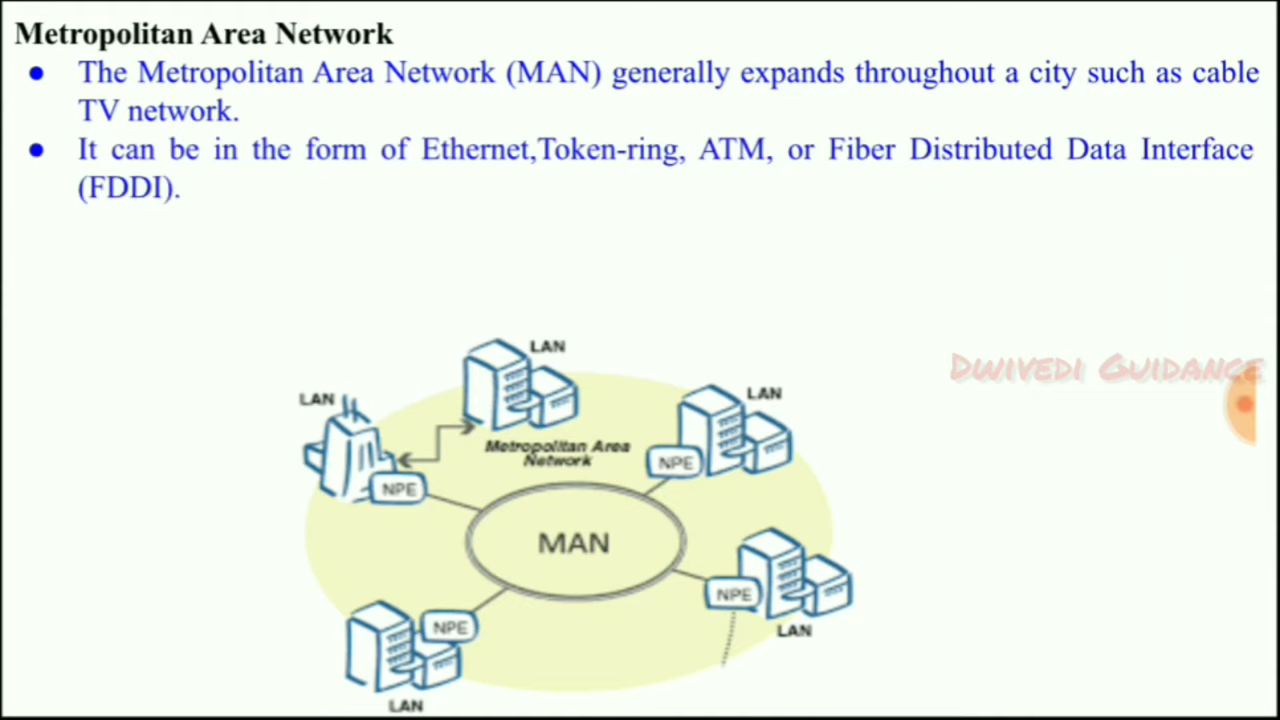 Metropolitan Area Network
● The Metropolitan Area Network (MAN) generally expands throughout a city such as cable
TV network.
● It can be in the form of Ethernet,Token-ring, ATM, or Fiber Distributed Data Interface
(FDDI).
LAN
Dwivedi Guidance
LAN
LAN
Metropolitan Area
Network
NPE
NPE
MAN
NPE
NPE
LAN
LAN